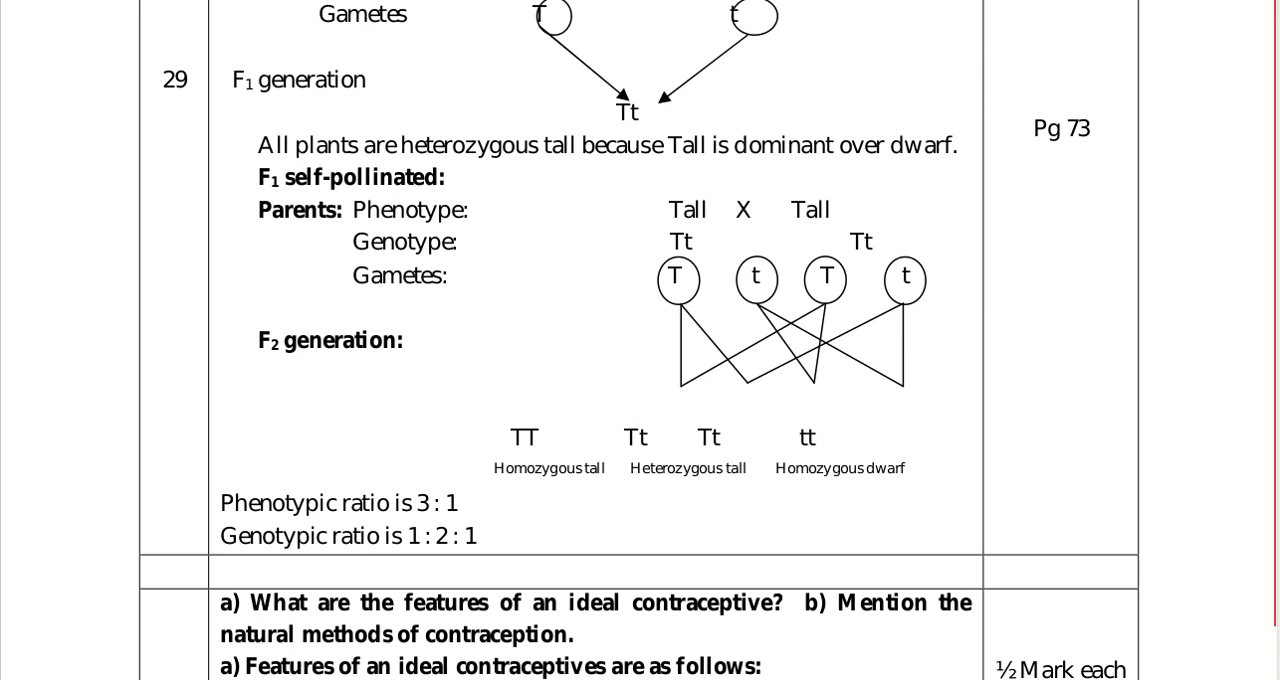 Gametes T t
29 F₁ generation
Tt
Pg 73
All plants are heterozygous tall because Tall is dominant over dwarf.
F₁ self-pollinated:
Parents: Phenotype: Tall X Tall
Genotype: Tt Tt
Gametes: T t T t
F₂ generation:
TT Tt Tt tt
Homozygous tall Heterozygous tall Homozygous dwarf
Phenotypic ratio is 3 : 1
Genotypic ratio is 1 : 2 : 1
a) What are the features of an ideal contraceptive? b) Mention the
natural methods of contraception.
a) Features of an ideal contraceptives are as follows:
½ Mark each